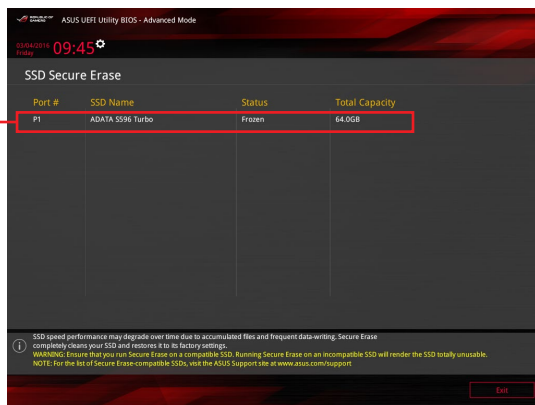 REPUBLIC OF
GAMERS
ASUS UEFI Utility BIOS - Advanced Mode
03/04/2016
Friday
09:45
SSD Secure Erase
Port # SSD Name Status Total Capacity
P1 ADATA S596 Turbo Frozen 64.0GB
SSD speed performance may degrade over time due to accumulated files and frequent data-writing. Secure Erase
completely cleans your SSD and restores it to its factory settings.
WARNING: Ensure that you run Secure Erase on a compatible SSD. Running Secure Erase on an incompatible SSD will render the SSD totally unusable.
NOTE: For the list of Secure Erase-compatible SSDs, visit the ASUS Support site at www.asus.com/support
Exit